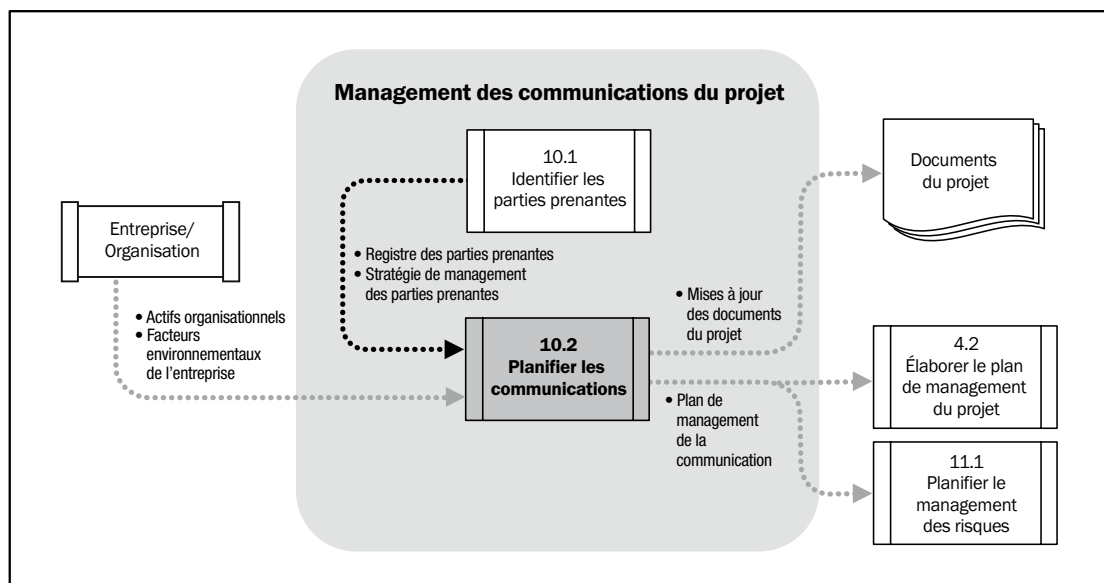 Management des communications du projet
10.1
Identifier les
parties prenantes
Documents
du projet
Entreprise/
Organisation
• Registre des parties prenantes
• Stratégie de management
des parties prenantes
• Actifs organisationnels
• Facteurs
environnementaux
de l’entreprise
• Mises à jour
des documents
du projet
10.2
Planifier les
communications
4.2
Élaborer le plan
de management
du projet
• Plan de
management
de la
communication
11.1
Planifier le
management
des risques